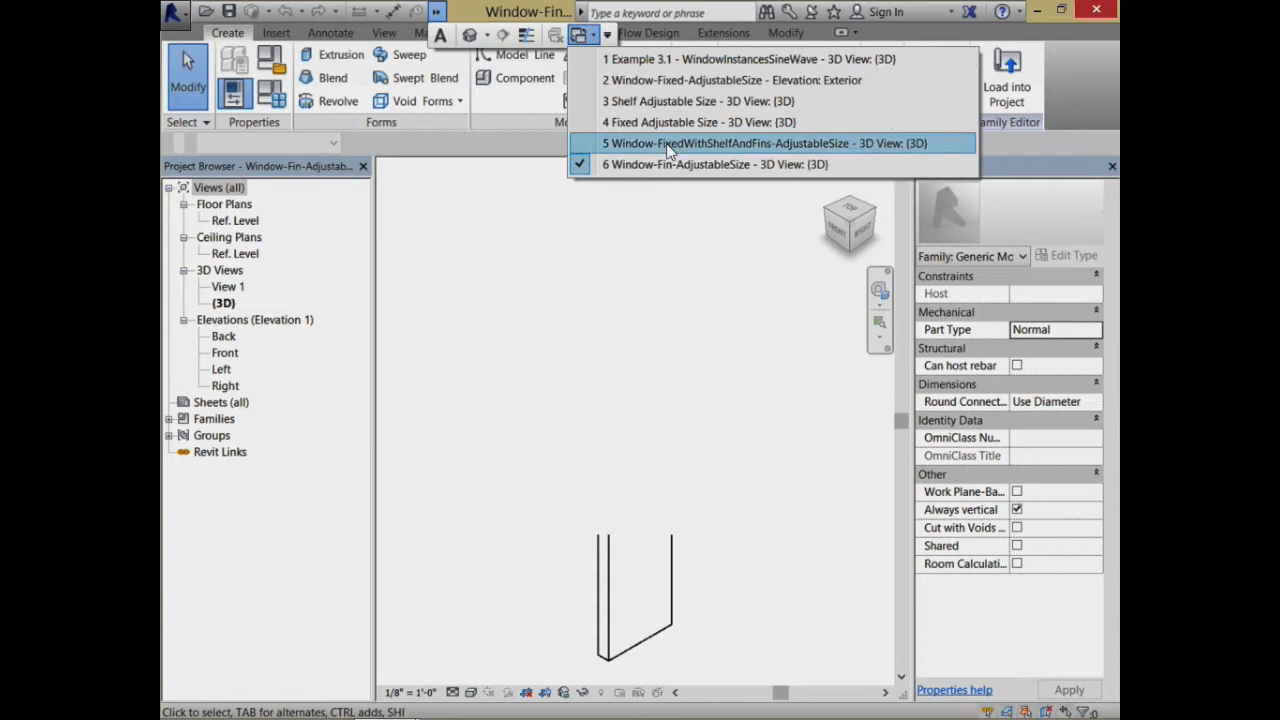 Window-Fin...
Type a keyword or phrase
Sign In
Create
Insert
Annotate
View
Flow Design
Extensions
Modify
1 Example 3.1 - WindowInstancesSineWave - 3D View: {3D}
2 Window-Fixed-AdjustableSize - Elevation: Exterior
3 Shelf Adjustable Size - 3D View: {3D}
4 Fixed Adjustable Size - 3D View: {3D}
5 Window-FixedWithShelfAndFins-AdjustableSize - 3D View: {3D}
6 Window-Fin-AdjustableSize - 3D View: {3D}
Modify
Extrusion
Sweep
Model Line
Blend
Swept Blend
Component
Revolve
Void Forms
Load into
Project
Select
Properties
Forms
Family Editor
Project Browser - Window-Fin-Adjustab...
Views (all)
Floor Plans
Ref. Level
Ceiling Plans
Ref. Level
3D Views
View 1
{3D}
Elevations (Elevation 1)
Back
Front
Left
Right
Sheets (all)
Families
Groups
Revit Links
TOP
FRONT
RIGHT
Family: Generic Mc
Edit Type
Constraints
Host
Mechanical
Part Type
Normal
Structural
Can host rebar
Dimensions
Round Connect...
Use Diameter
Identity Data
OmniClass Nu...
OmniClass Title
Other
Work Plane-Ba...
Always vertical
Cut with Voids ...
Shared
Room Calculati...
1/8" = 1'-0"
Properties help
Apply
Click to select, TAB for alternates, CTRL adds, SHI
:0